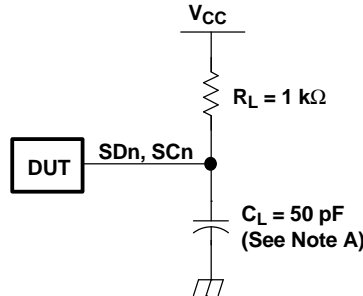 VCC
RL = 1 kΩ
SDn, SCn
DUT
CL = 50 pF
(See Note A)